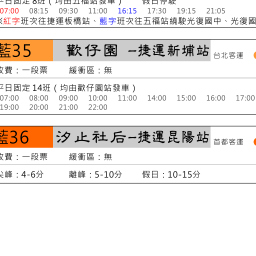 平日固定 8班 ( 均由五福站發車 ) 假日停駛
07:00 08:15 09:30 11:00 16:15 17:30 19:15 21:05
紅字班次往捷運板橋站、藍字班次往五福站繞駛光復國中、光復國
藍35 歡仔園 –捷運新埔站 台北客運
收費：一段票 緩衝區：無
平日固定 14班 ( 均由歡仔園站發車 )
07:00 08:00 09:00 10:00 11:00 14:00 15:00 16:00 17:00
19:00 20:00 21:00 22:00
藍36 汐止社后–捷運昆陽站 首都客運
收費：一段票 緩衝區：無
尖峰：4-6分 離峰：5-10分 假日：10-15分